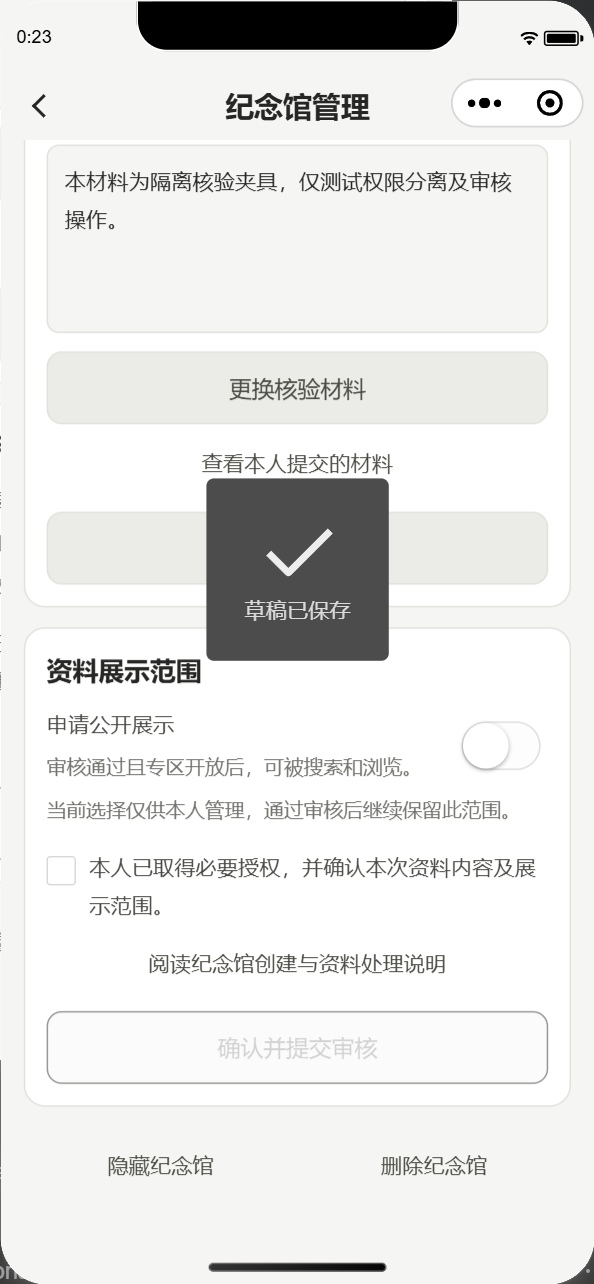 0:23
纪念馆管理
本材料为隔离核验夹具，仅测试权限分离及审核
操作。
更换核验材料
查看本人提交的材料
草稿已保存
资料展示范围
申请公开展示
审核通过且专区开放后，可被搜索和浏览。
当前选择仅供本人管理，通过审核后继续保留此范围。
本人已取得必要授权，并确认本次资料内容及展
示范围。
阅读纪念馆创建与资料处理说明
确认并提交审核
隐藏纪念馆
删除纪念馆